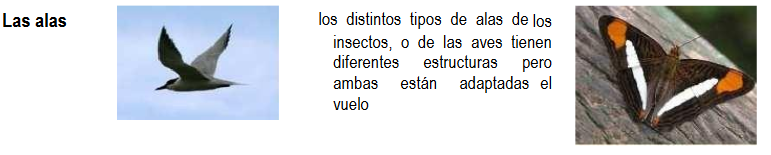 Las alas
los distintos tipos de alas de los
insectos, o de las aves tienen
diferentes estructuras pero
ambas están adaptadas el
vuelo